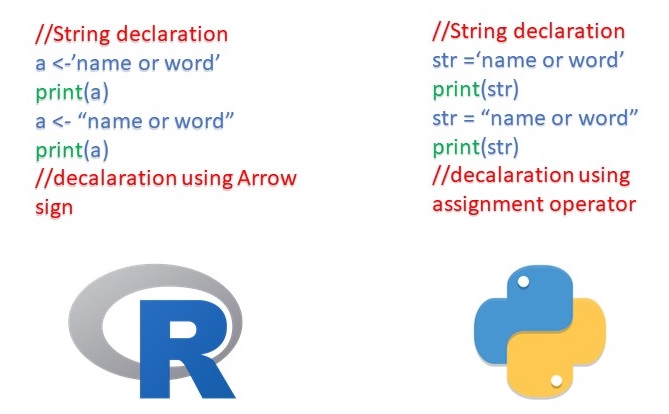 //String declaration
a <-’name or word’
print(a)
a <- “name or word”
print(a)
//decalaration using Arrow
sign
R
//String declaration
str =‘name or word’
print(str)
str = “name or word”
print(str)
//decalaration using
assignment operator